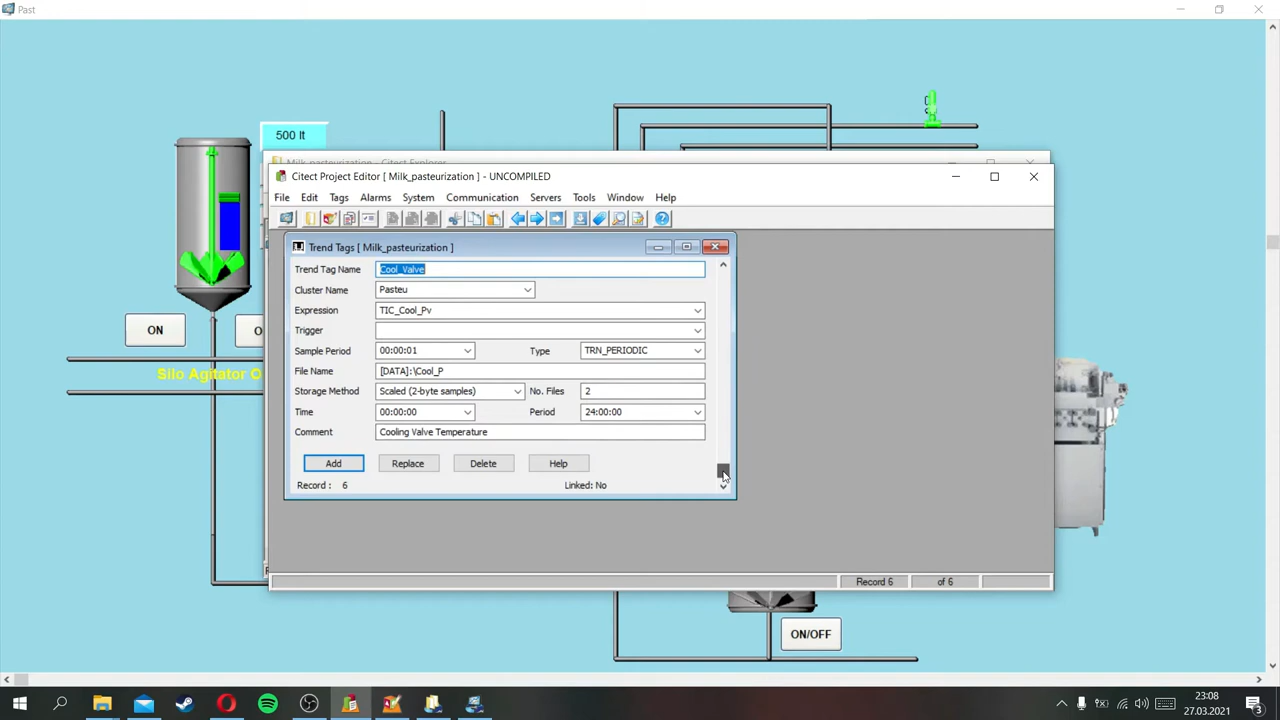 Past
500 lt
Milk_pasteurization - Citect Explorer
Citect Project Editor [ Milk_pasteurization ] - UNCOMPILED
File Edit Tags Alarms System Communication Servers Tools Window Help
Trend Tags [ Milk_pasteurization ]
Trend Tag Name Cool_Valve
Cluster Name Pasteu
Expression TIC_Cool_Pv
Trigger
Sample Period 00:00:01 Type TRN_PERIODIC
File Name [DATA]:\Cool_P
Storage Method Scaled (2-byte samples) No. Files 2
Time 00:00:00 Period 24:00:00
Comment Cooling Valve Temperature
Add Replace Delete Help
Record : 6 Linked: No
ON O
Silo Agitator O
Record 6 of 6
ON/OFF
23:08
27.03.2021
3